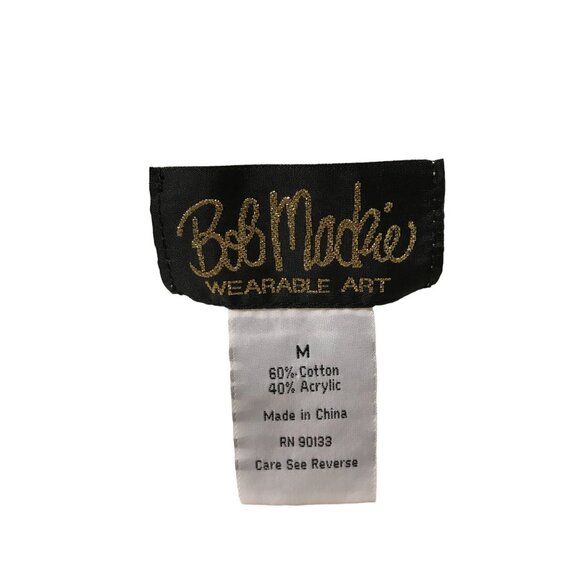 Bob Mackie
WEARABLE ART
M
60% Cotton
40% Acrylic
Made in China
RN 90133
Care See Reverse